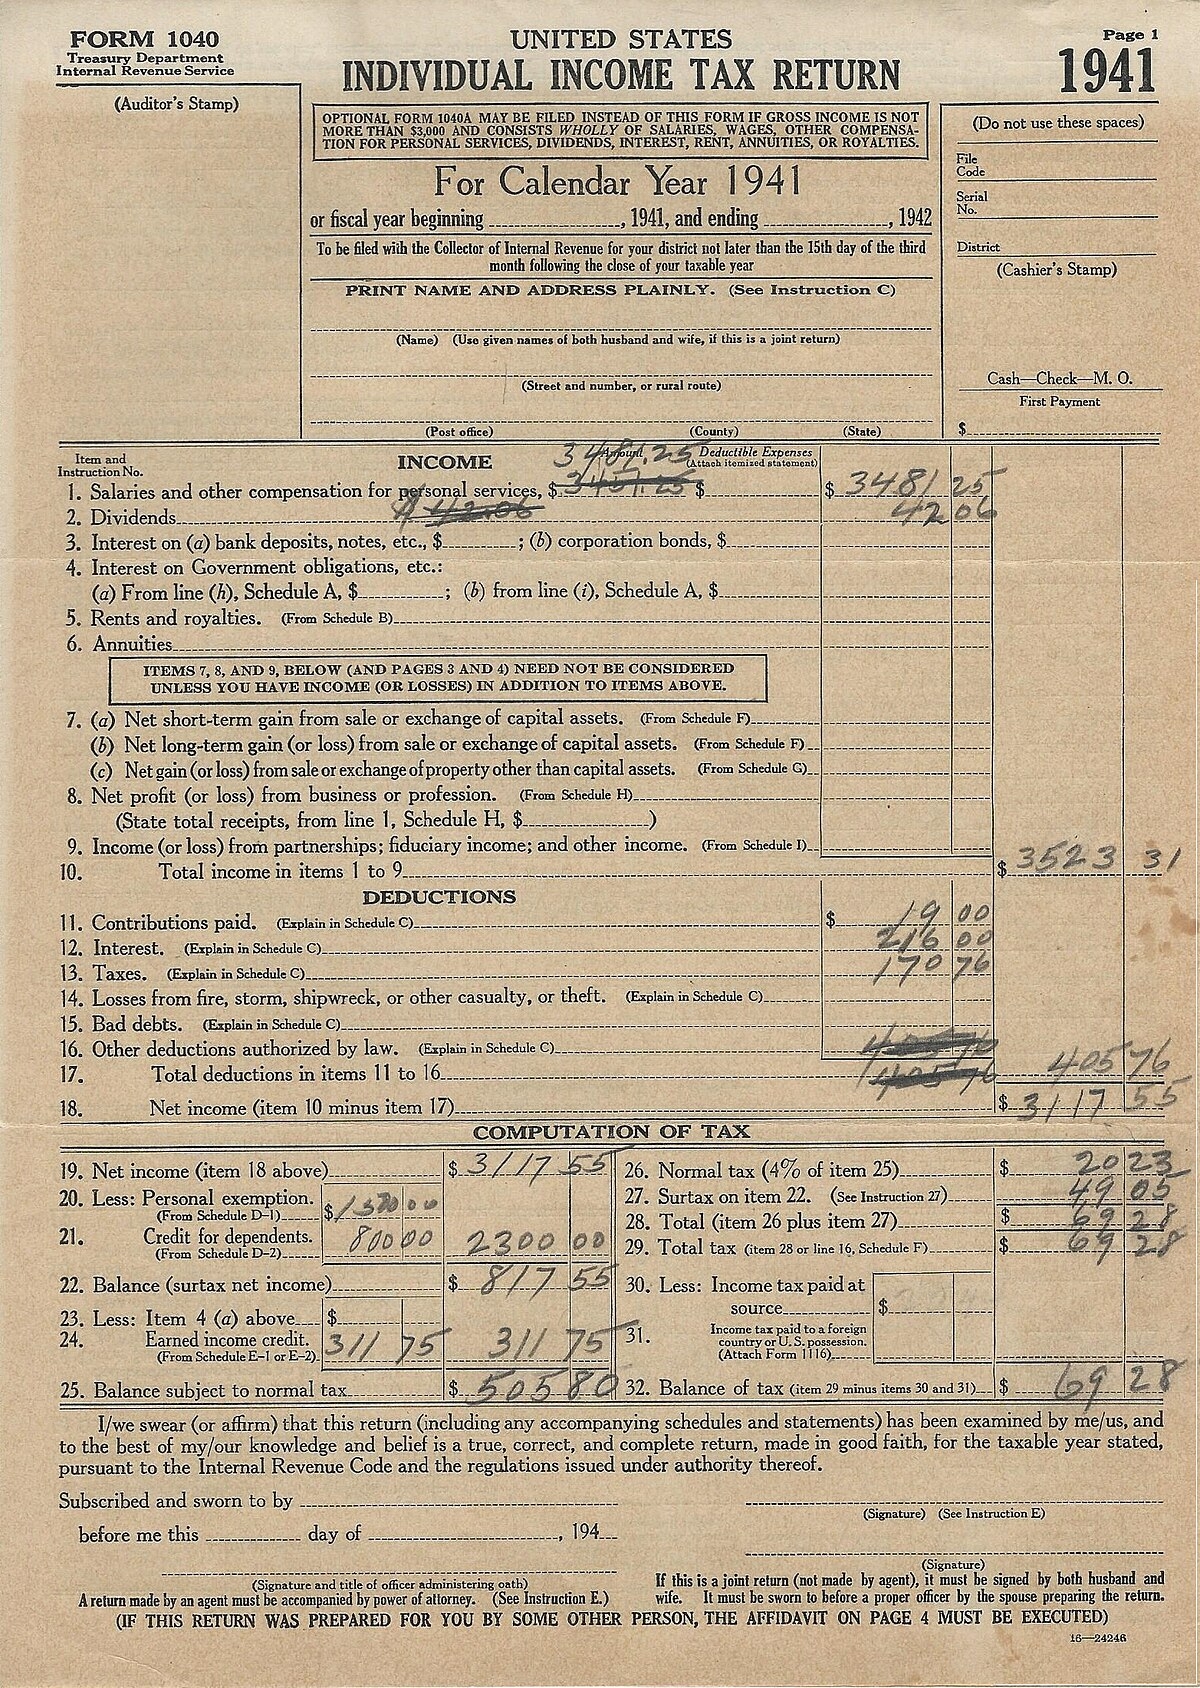 FORM 1040
Treasury Department
Internal Revenue Service
(Auditor's Stamp)
UNITED STATES
INDIVIDUAL INCOME TAX RETURN
Page 1
1941
OPTIONAL FORM 1040A MAY BE FILED INSTEAD OF THIS FORM IF GROSS INCOME IS NOT
MORE THAN $3,000 AND CONSISTS WHOLLY OF SALARIES, WAGES, OTHER COMPENSA-
TION FOR PERSONAL SERVICES, DIVIDENDS, INTEREST, RENT, ANNUITIES, OR ROYALTIES.
For Calendar Year 1941
or fiscal year beginning , 1941, and ending , 1942
To be filed with the Collector of Internal Revenue for your district not later than the 15th day of the third
month following the close of your taxable year
PRINT NAME AND ADDRESS PLAINLY. (See Instruction C)
(Name) (Use given names of both husband and wife, if this is a joint return)
(Street and number, or rural route)
(Post office) (County) (State)
(Do not use these spaces)
File
Code
Serial
No.
District
(Cashier's Stamp)
Cash—Check—M. O.
First Payment
$
Item and
Instruction No.
INCOME
3481.25 Amount Deductible Expenses
(Attach itemized statement)
1. Salaries and other compensation for personal services, $ $ $ 3481 25
2. Dividends $ 42.06 42 06
3. Interest on (a) bank deposits, notes, etc., $ ; (b) corporation bonds, $
4. Interest on Government obligations, etc.:
(a) From line (h), Schedule A, $ ; (b) from line (i), Schedule A, $
5. Rents and royalties. (From Schedule B)
6. Annuities
ITEMS 7, 8, AND 9, BELOW (AND PAGES 3 AND 4) NEED NOT BE CONSIDERED
UNLESS YOU HAVE INCOME (OR LOSSES) IN ADDITION TO ITEMS ABOVE.
7. (a) Net short-term gain from sale or exchange of capital assets. (From Schedule F)
(b) Net long-term gain (or loss) from sale or exchange of capital assets. (From Schedule F)
(c) Net gain (or loss) from sale or exchange of property other than capital assets. (From Schedule G)
8. Net profit (or loss) from business or profession. (From Schedule H)
(State total receipts, from line 1, Schedule H, $ )
9. Income (or loss) from partnerships; fiduciary income; and other income. (From Schedule I)
10. Total income in items 1 to 9 $ 3523 31
DEDUCTIONS
11. Contributions paid. (Explain in Schedule C) $ 19 00
12. Interest. (Explain in Schedule C) 216 00
13. Taxes. (Explain in Schedule C) 170 76
14. Losses from fire, storm, shipwreck, or other casualty, or theft. (Explain in Schedule C)
15. Bad debts. (Explain in Schedule C)
16. Other deductions authorized by law. (Explain in Schedule C) 405 76
17. Total deductions in items 11 to 16 405 76 405 76
18. Net income (item 10 minus item 17) $ 3117 55
COMPUTATION OF TAX
19. Net income (item 18 above) $ 3117 55
20. Less: Personal exemption.
(From Schedule D-1) $ 1500 00
21. Credit for dependents.
(From Schedule D-2) 800 00 2300 00
22. Balance (surtax net income) $ 817 55
23. Less: Item 4 (a) above $
24. Earned income credit.
(From Schedule E-1 or E-2) 311 75 311 75
25. Balance subject to normal tax $ 505 80
26. Normal tax (4% of item 25) $ 20 23
27. Surtax on item 22. (See Instruction 27) 49 05
28. Total (item 26 plus item 27) $ 69 28
29. Total tax (item 28 or line 16, Schedule F) $ 69 28
30. Less: Income tax paid at
source $
31. Income tax paid to a foreign
country or U. S. possession.
(Attach Form 1116)
32. Balance of tax (item 29 minus items 30 and 31) $ 69 28
I/we swear (or affirm) that this return (including any accompanying schedules and statements) has been examined by me/us, and
to the best of my/our knowledge and belief is a true, correct, and complete return, made in good faith, for the taxable year stated,
pursuant to the Internal Revenue Code and the regulations issued under authority thereof.
Subscribed and sworn to by
before me this day of , 194
(Signature and title of officer administering oath)
A return made by an agent must be accompanied by power of attorney. (See Instruction E.)
(Signature) (See Instruction E)
(Signature)
If this is a joint return (not made by agent), it must be signed by both husband and
wife. It must be sworn to before a proper officer by the spouse preparing the return.
(IF THIS RETURN WAS PREPARED FOR YOU BY SOME OTHER PERSON, THE AFFIDAVIT ON PAGE 4 MUST BE EXECUTED)
16—24246